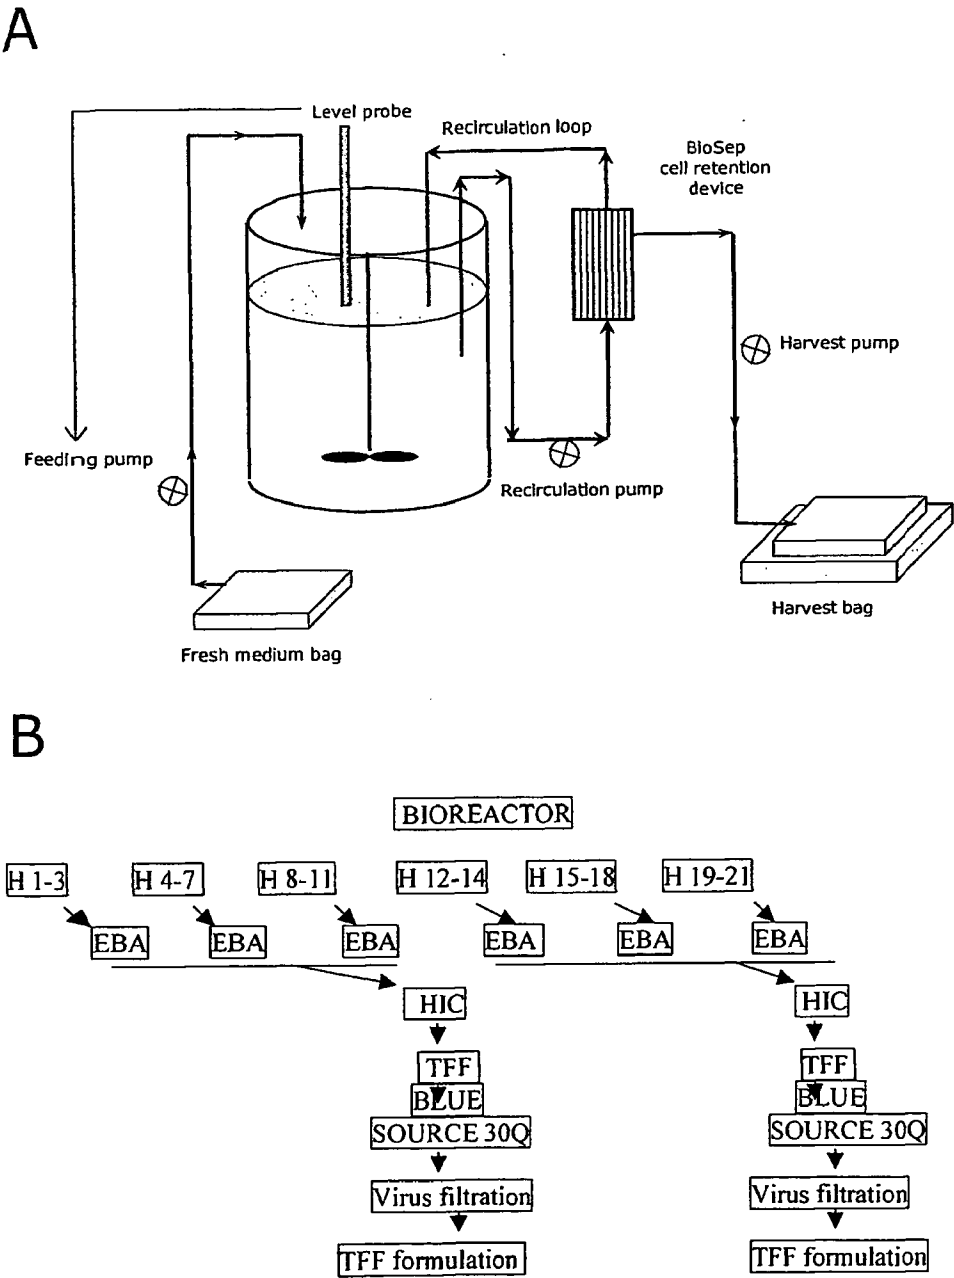 A
Level probe
Recirculation loop
BioSep
cell retention
device
Harvest pump
Feeding pump
Recirculation pump
Harvest bag
Fresh medium bag
B
BIOREACTOR
H 1-3
H 4-7
H 8-11
H 12-14
H 15-18
H 19-21
EBA
EBA
EBA
EBA
EBA
EBA
HIC
HIC
TFF
TFF
BLUE
BLUE
SOURCE 30Q
SOURCE 30Q
Virus filtration
Virus filtration
TFF formulation
TFF formulation